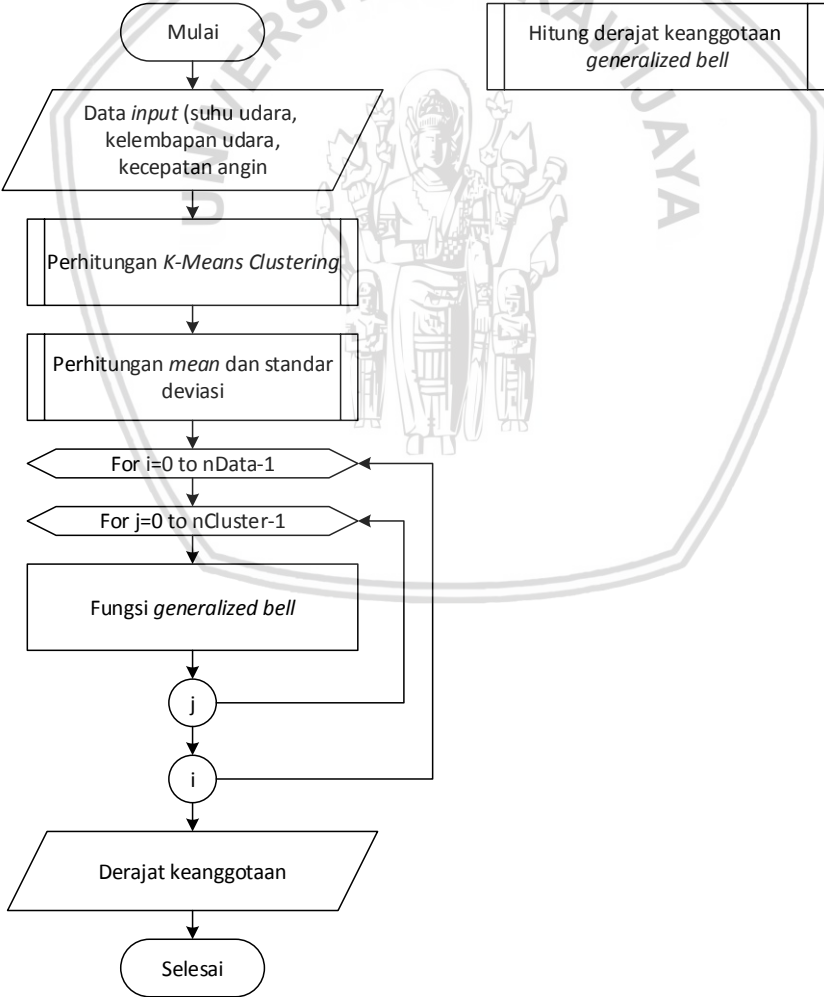 Mulai
Hitung derajat keanggotaan
generalized bell
Data input (suhu udara,
kelembapan udara,
kecepatan angin
Perhitungan K-Means Clustering
Perhitungan mean dan standar
deviasi
For i=0 to nData-1
For j=0 to nCluster-1
Fungsi generalized bell
j
i
Derajat keanggotaan
Selesai